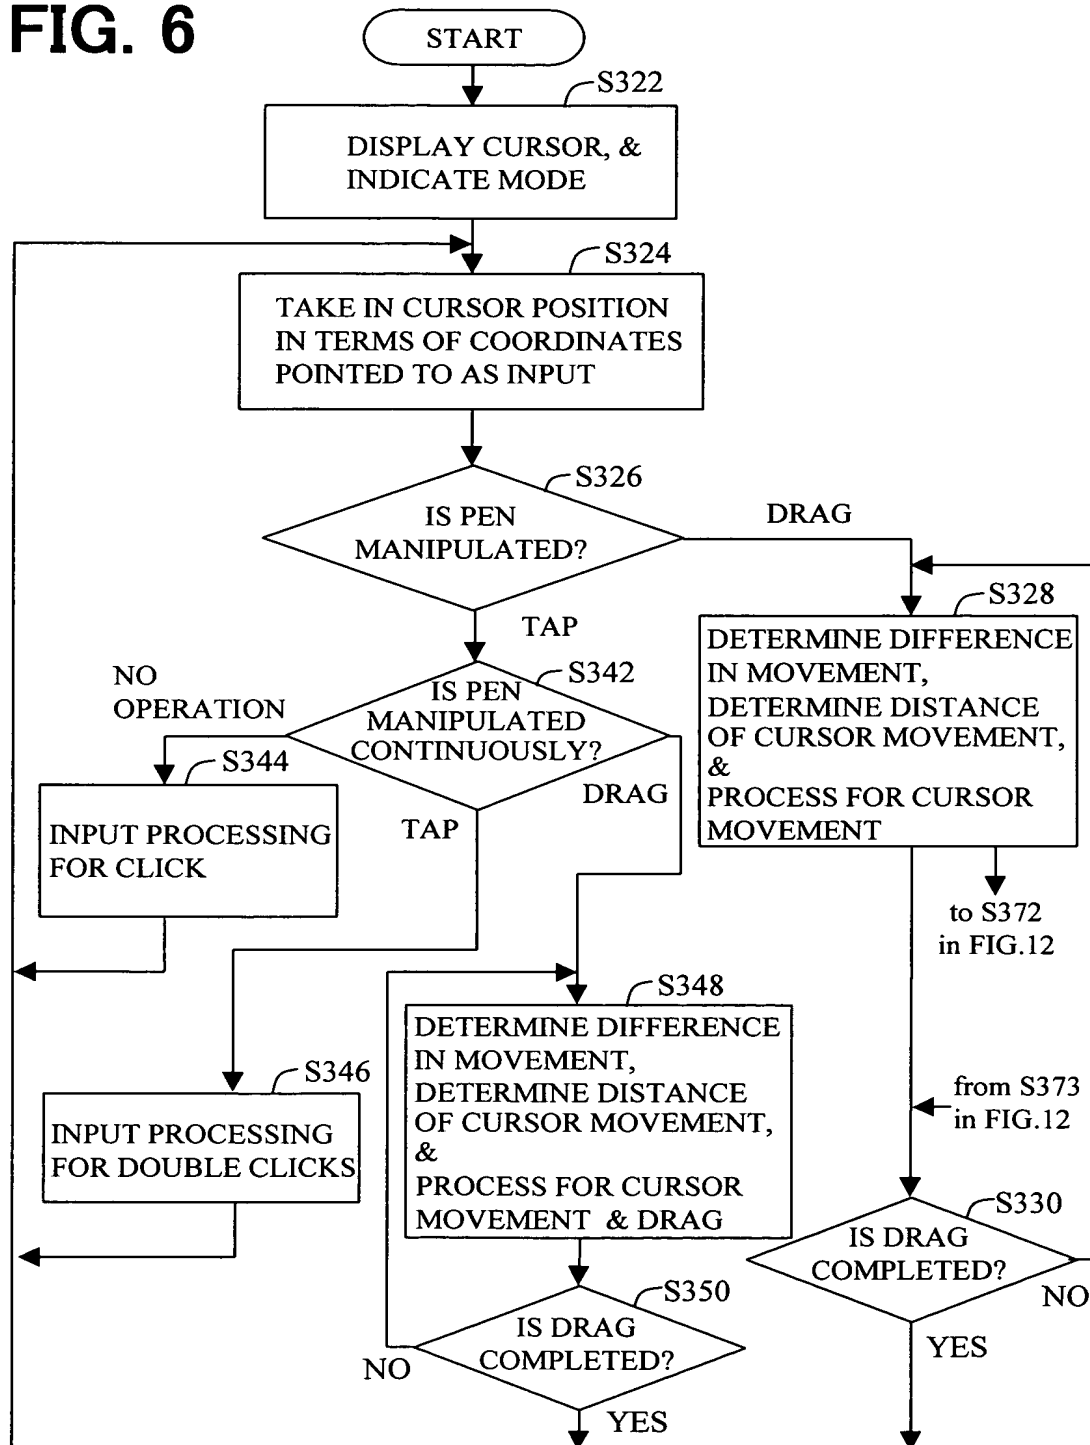 FIG. 6
START
S322
DISPLAY CURSOR, &
INDICATE MODE
S324
TAKE IN CURSOR POSITION
IN TERMS OF COORDINATES
POINTED TO AS INPUT
S326
IS PEN
MANIPULATED?
DRAG
TAP
S328
DETERMINE DIFFERENCE
IN MOVEMENT,
DETERMINE DISTANCE
OF CURSOR MOVEMENT,
&
PROCESS FOR CURSOR
MOVEMENT
to S372
in FIG.12
S342
IS PEN
MANIPULATED
CONTINUOUSLY?
NO
OPERATION
TAP
DRAG
S344
INPUT PROCESSING
FOR CLICK
S346
INPUT PROCESSING
FOR DOUBLE CLICKS
S348
DETERMINE DIFFERENCE
IN MOVEMENT,
DETERMINE DISTANCE
OF CURSOR MOVEMENT,
&
PROCESS FOR CURSOR
MOVEMENT & DRAG
from S373
in FIG.12
S330
IS DRAG
COMPLETED?
NO
YES
S350
IS DRAG
COMPLETED?
NO
YES